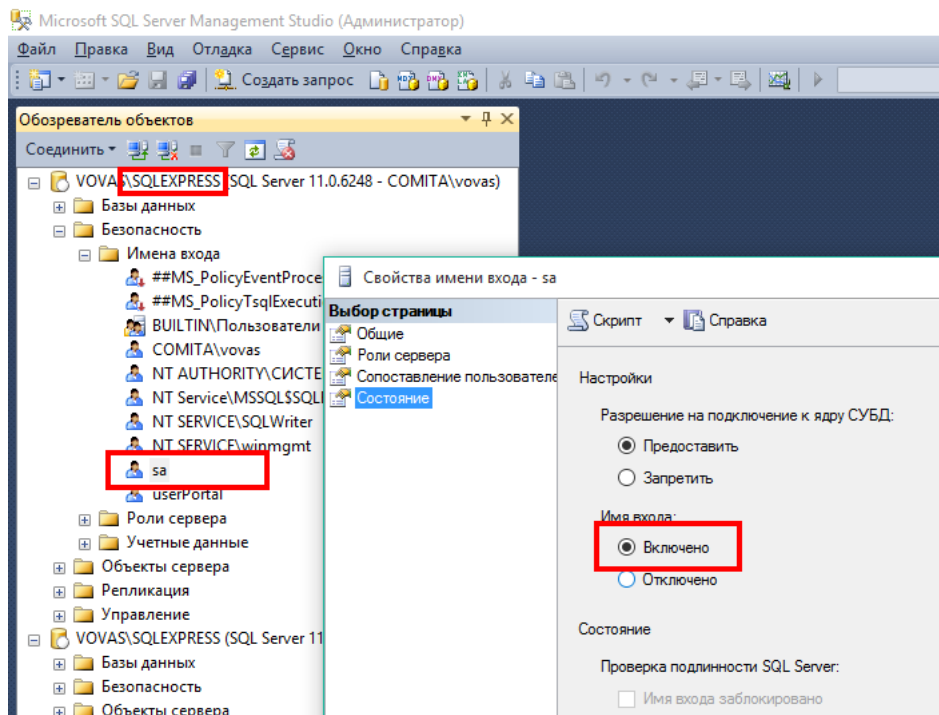 Microsoft SQL Server Management Studio (Администратор)
Файл Правка Вид Отладка Сервис Окно Справка
Создать запрос
Обозреватель объектов
Соединить
VOVAS\SQLEXPRESS (SQL Server 11.0.6248 - COMITA\vovas)
Базы данных
Безопасность
Имена входа
##MS_PolicyEventProce
##MS_PolicyTsqlExecuti
BUILTIN\Пользователи
COMITA\vovas
NT AUTHORITY\СИСТЕ
NT Service\MSSQL$SQL
NT SERVICE\SQLWriter
NT SERVICE\winmgmt
sa
userPortal
Роли сервера
Учетные данные
Объекты сервера
Репликация
Управление
VOVAS\SQLEXPRESS (SQL Server 11
Базы данных
Безопасность
Объекты сервера
Свойства имени входа - sa
Выбор страницы
Общие
Роли сервера
Сопоставление пользователе
Состояние
Скрипт Справка
Настройки
Разрешение на подключение к ядру СУБД:
Предоставить
Запретить
Имя входа:
Включено
Отключено
Состояние
Проверка подлинности SQL Server:
Имя входа заблокировано